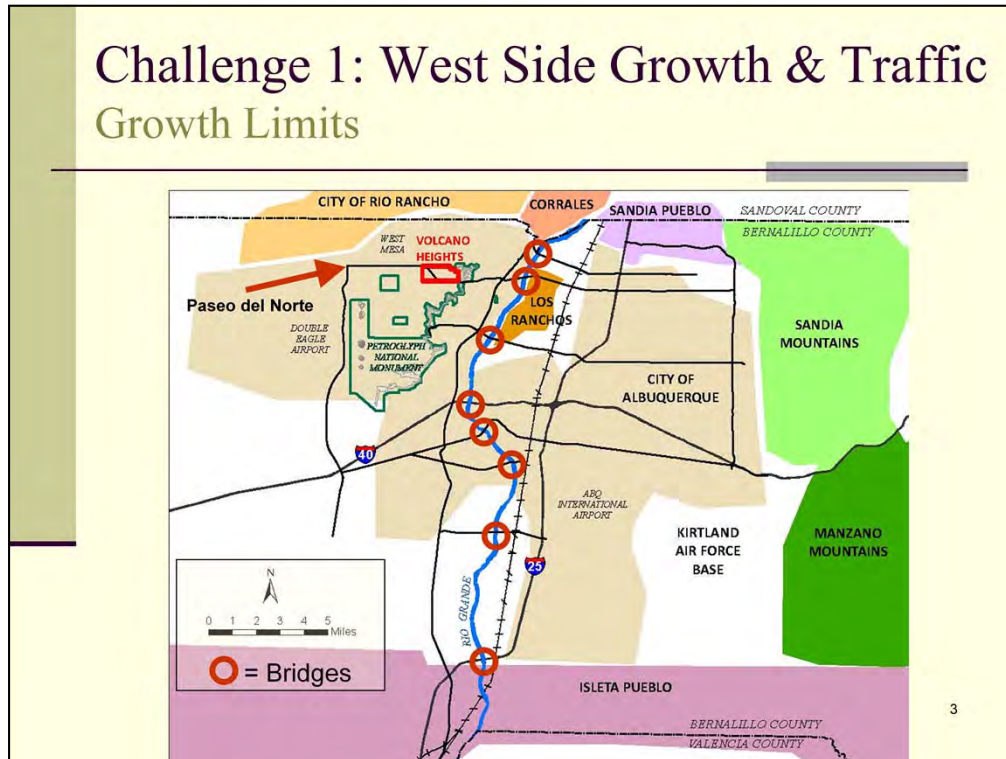 Challenge 1: West Side Growth & Traffic
Growth Limits
CITY OF RIO RANCHO
CORRALES
SANDIA PUEBLO
SANDOVAL COUNTY
BERNALILLO COUNTY
WEST
MESA
VOLCANO
HEIGHTS
Paseo del Norte
LOS
RANCHOS
DOUBLE
EAGLE
AIRPORT
PETROGLYPH
NATIONAL
MONUMENT
SANDIA
MOUNTAINS
CITY OF
ALBUQUERQUE
40
ABQ
INTERNATIONAL
AIRPORT
KIRTLAND
AIR FORCE
BASE
MANZANO
MOUNTAINS
25
RIO GRANDE
N
0 1 2 3 4 5
Miles
= Bridges
ISLETA PUEBLO
3
BERNALILLO COUNTY
VALENCIA COUNTY